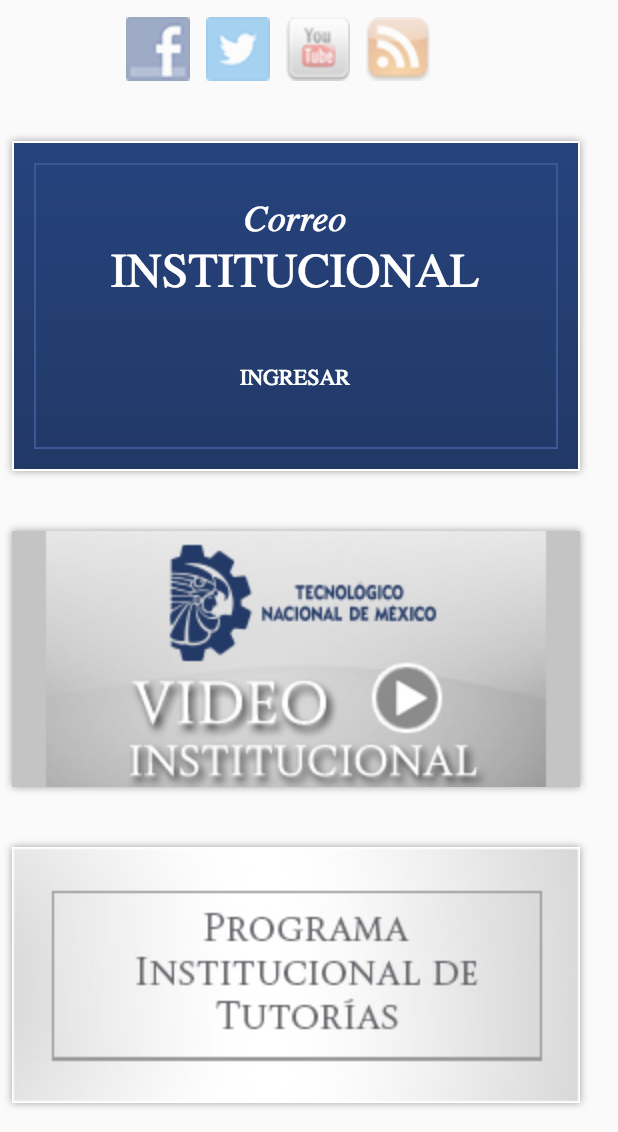 f
You
Tube
Correo
INSTITUCIONAL
INGRESAR
TECNOLÓGICO
NACIONAL DE MÉXICO
VIDEO
INSTITUCIONAL
PROGRAMA
INSTITUCIONAL DE
TUTORÍAS